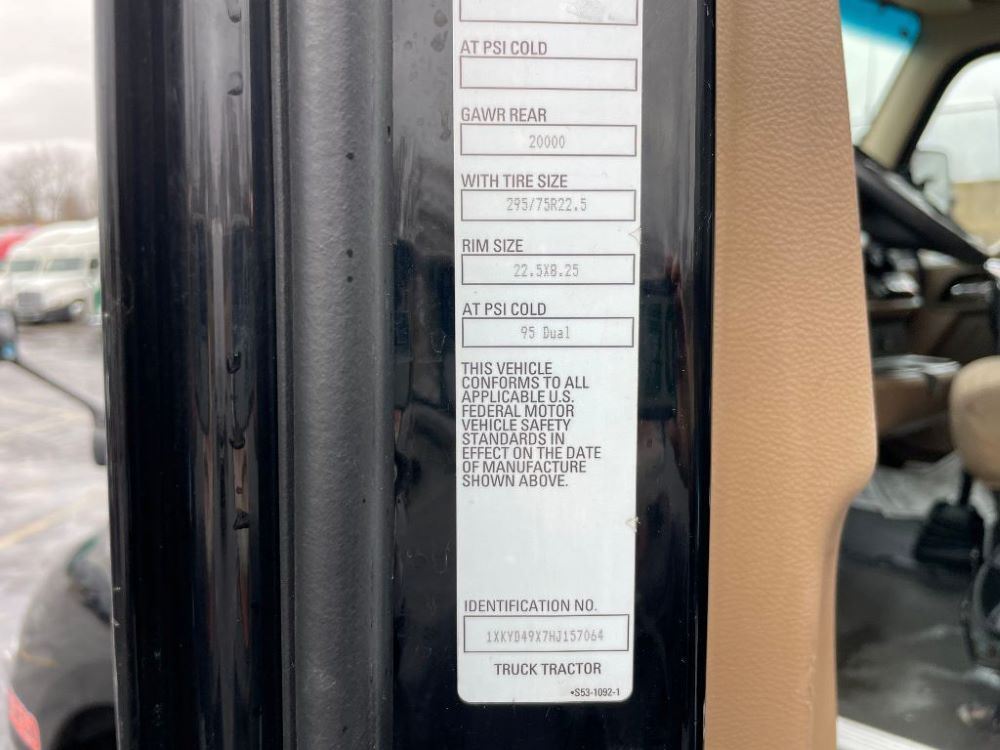 AT PSI COLD
GAWR REAR
20000
WITH TIRE SIZE
295/75R22.5
RIM SIZE
22.5X8.25
AT PSI COLD
95 Dual
THIS VEHICLE
CONFORMS TO ALL
APPLICABLE U.S.
FEDERAL MOTOR
VEHICLE SAFETY
STANDARDS IN
EFFECT ON THE DATE
OF MANUFACTURE
SHOWN ABOVE.
IDENTIFICATION NO.
1XKYD49X7HJ157064
TRUCK TRACTOR
•S53-1092-1